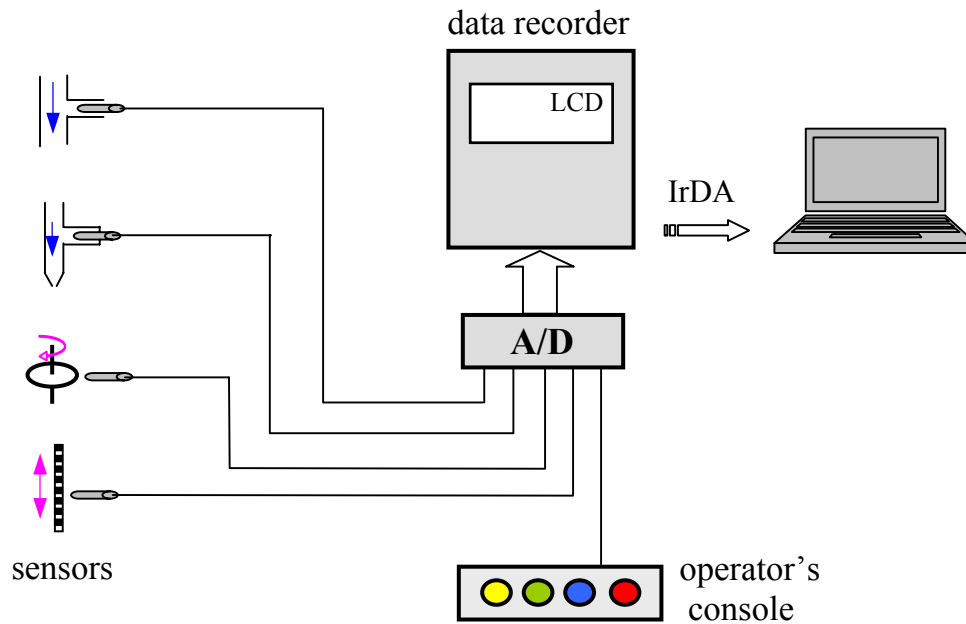 data recorder
LCD
IrDA
A/D
sensors
operator’s
console